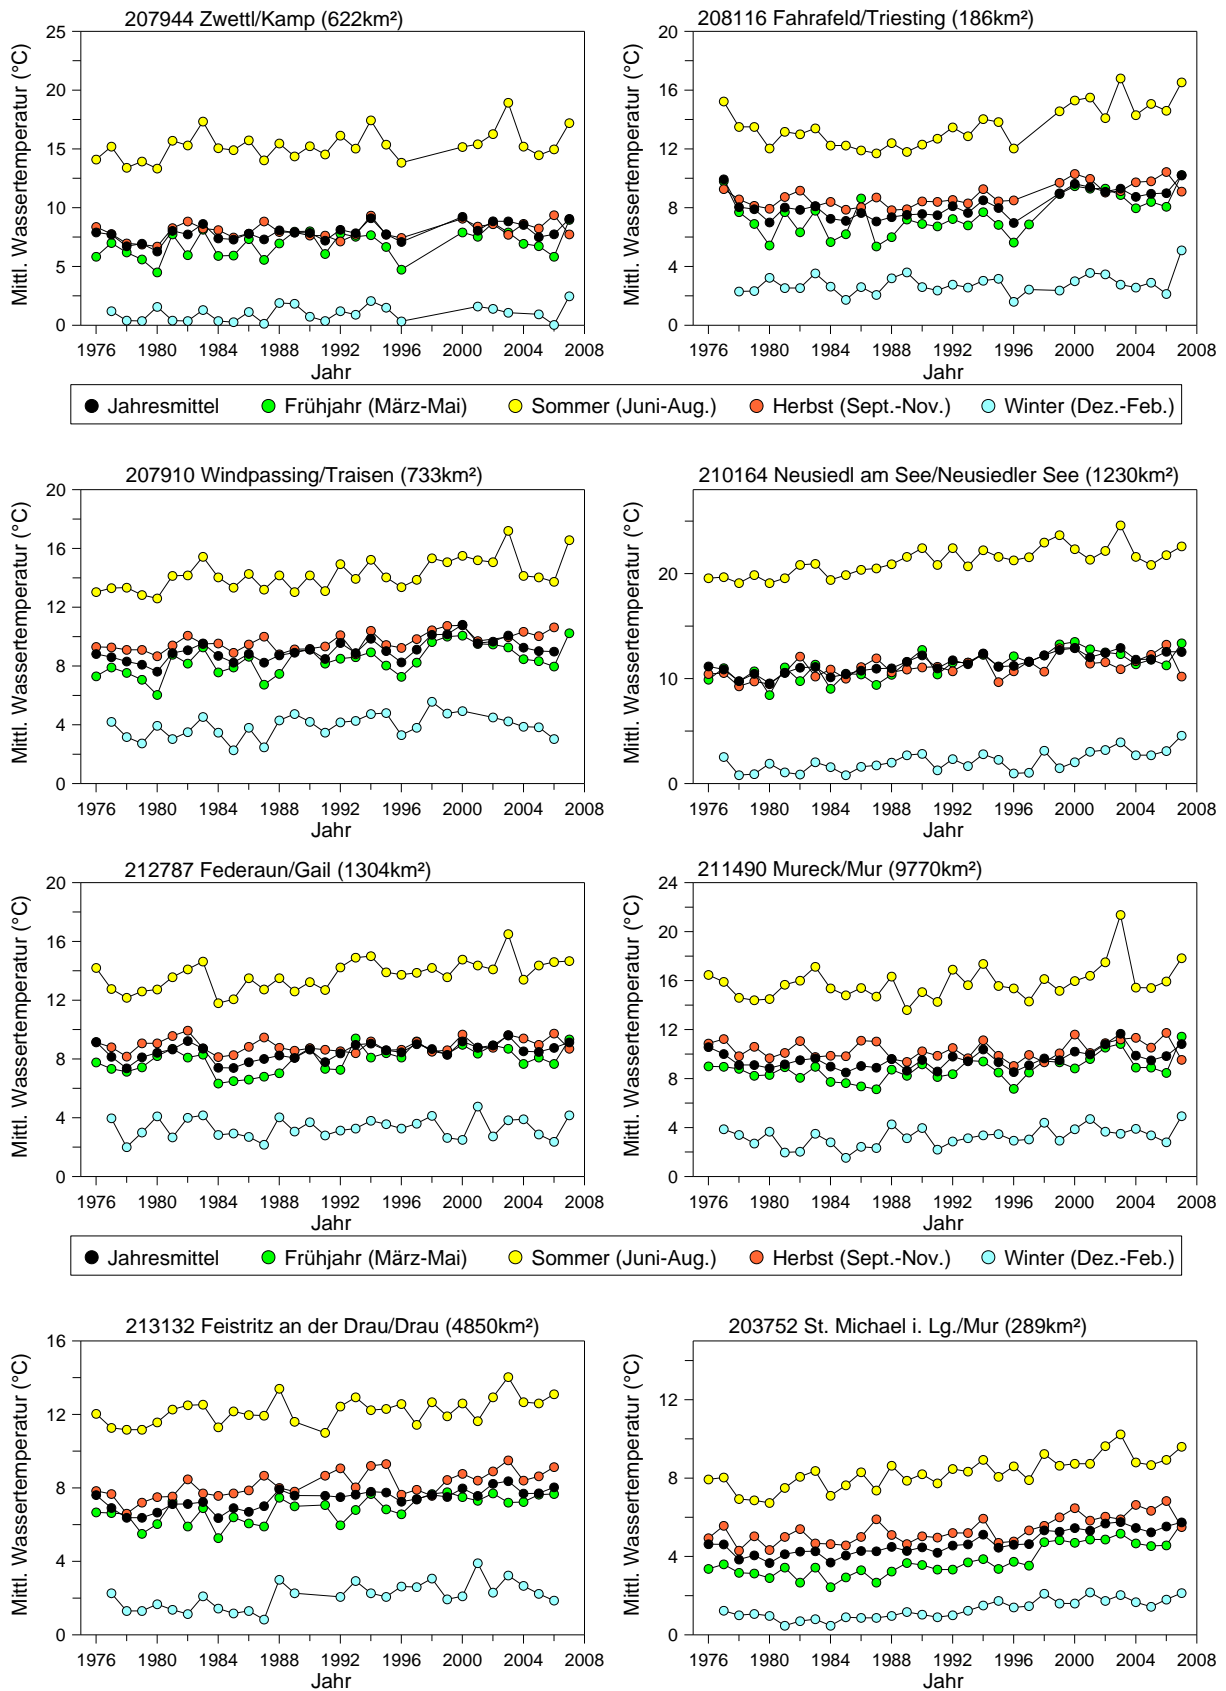 207944 Zwettl/Kamp (622km²)
Mittl. Wassertemperatur (°C)
25
20
15
10
5
0
1976 1980 1984 1988 1992 1996 2000 2004 2008
Jahr
208116 Fahrafeld/Triesting (186km²)
Mittl. Wassertemperatur (°C)
20
16
12
8
4
0
1976 1980 1984 1988 1992 1996 2000 2004 2008
Jahr
Jahresmittel Frühjahr (März-Mai) Sommer (Juni-Aug.) Herbst (Sept.-Nov.) Winter (Dez.-Feb.)
207910 Windpassing/Traisen (733km²)
Mittl. Wassertemperatur (°C)
20
16
12
8
4
0
1976 1980 1984 1988 1992 1996 2000 2004 2008
Jahr
210164 Neusiedl am See/Neusiedler See (1230km²)
Mittl. Wassertemperatur (°C)
20
10
0
1976 1980 1984 1988 1992 1996 2000 2004 2008
Jahr
212787 Federaun/Gail (1304km²)
Mittl. Wassertemperatur (°C)
20
16
12
8
4
0
1976 1980 1984 1988 1992 1996 2000 2004 2008
Jahr
211490 Mureck/Mur (9770km²)
Mittl. Wassertemperatur (°C)
24
20
16
12
8
4
0
1976 1980 1984 1988 1992 1996 2000 2004 2008
Jahr
Jahresmittel Frühjahr (März-Mai) Sommer (Juni-Aug.) Herbst (Sept.-Nov.) Winter (Dez.-Feb.)
213132 Feistritz an der Drau/Drau (4850km²)
Mittl. Wassertemperatur (°C)
16
12
8
4
0
1976 1980 1984 1988 1992 1996 2000 2004 2008
Jahr
203752 St. Michael i. Lg./Mur (289km²)
Mittl. Wassertemperatur (°C)
12
8
4
0
1976 1980 1984 1988 1992 1996 2000 2004 2008
Jahr